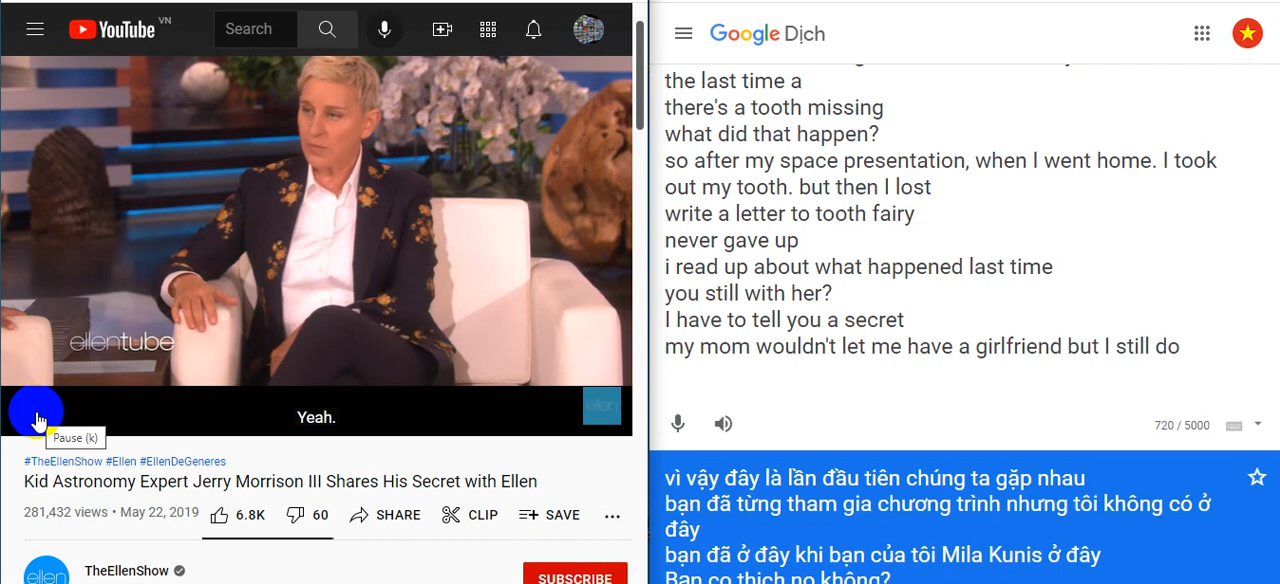 YouTube VN
Search
ellentube
ellen
Yeah.
Pause (k)
#TheEllenShow #Ellen #EllenDeGeneres
Kid Astronomy Expert Jerry Morrison III Shares His Secret with Ellen
281,432 views • May 22, 2019 6.8K 60 SHARE CLIP SAVE ...
ellen
TheEllenShow
SUBSCRIBE
Google Dịch
the last time a
there's a tooth missing
what did that happen?
so after my space presentation, when I went home. I took
out my tooth. but then I lost
write a letter to tooth fairy
never gave up
i read up about what happened last time
you still with her?
I have to tell you a secret
my mom wouldn't let me have a girlfriend but I still do
720 / 5000
vì vậy đây là lần đầu tiên chúng ta gặp nhau
bạn đã từng tham gia chương trình nhưng tôi không có ở
đây
bạn đã ở đây khi bạn của tôi Mila Kunis ở đây